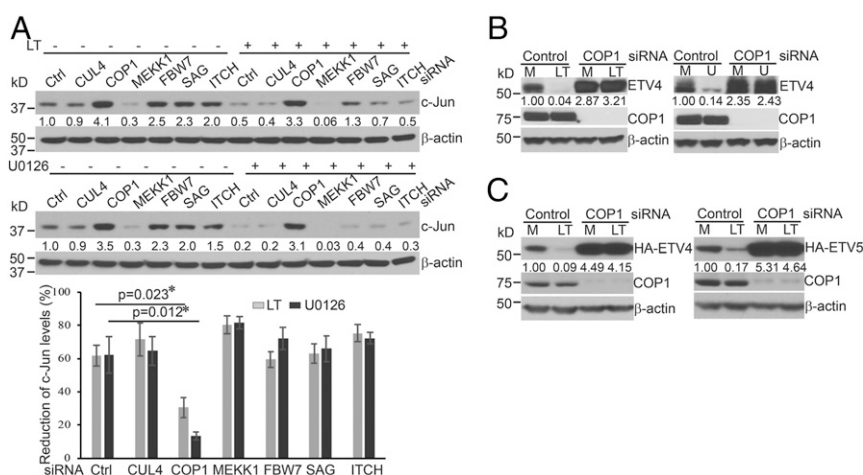 A
LT - - - - - - - + + + + + + +
kD Ctrl CUL4 COP1 MEKK1 FBW7 SAG ITCH Ctrl CUL4 COP1 MEKK1 FBW7 SAG ITCH siRNA
37 c-Jun
1.0 0.9 4.1 0.3 2.5 2.3 2.0 0.5 0.4 3.3 0.06 1.3 0.7 0.5
50 β-actin
37
U0126 - - - - - - - + + + + + + +
kD Ctrl CUL4 COP1 MEKK1 FBW7 SAG ITCH Ctrl CUL4 COP1 MEKK1 FBW7 SAG ITCH siRNA
37 c-Jun
1.0 0.9 3.5 0.3 2.3 2.0 1.5 0.2 0.2 3.1 0.03 0.4 0.4 0.3
50 β-actin
37
Reduction of c-Jun levels (%)
100
80
60
40
20
0
p=0.023*
p=0.012*
LT U0126
siRNA Ctrl CUL4 COP1 MEKK1 FBW7 SAG ITCH
B
Control COP1 siRNA Control COP1 siRNA
kD M LT M LT M U M U
50 ETV4 ETV4
1.00 0.04 2.87 3.21 1.00 0.14 2.35 2.43
75 COP1 COP1
50 β-actin β-actin
C
Control COP1 siRNA Control COP1 siRNA
kD M LT M LT M LT M LT
50 HA-ETV4 HA-ETV5
1.00 0.09 4.49 4.15 1.00 0.17 5.31 4.64
75 COP1 COP1
50 β-actin β-actin